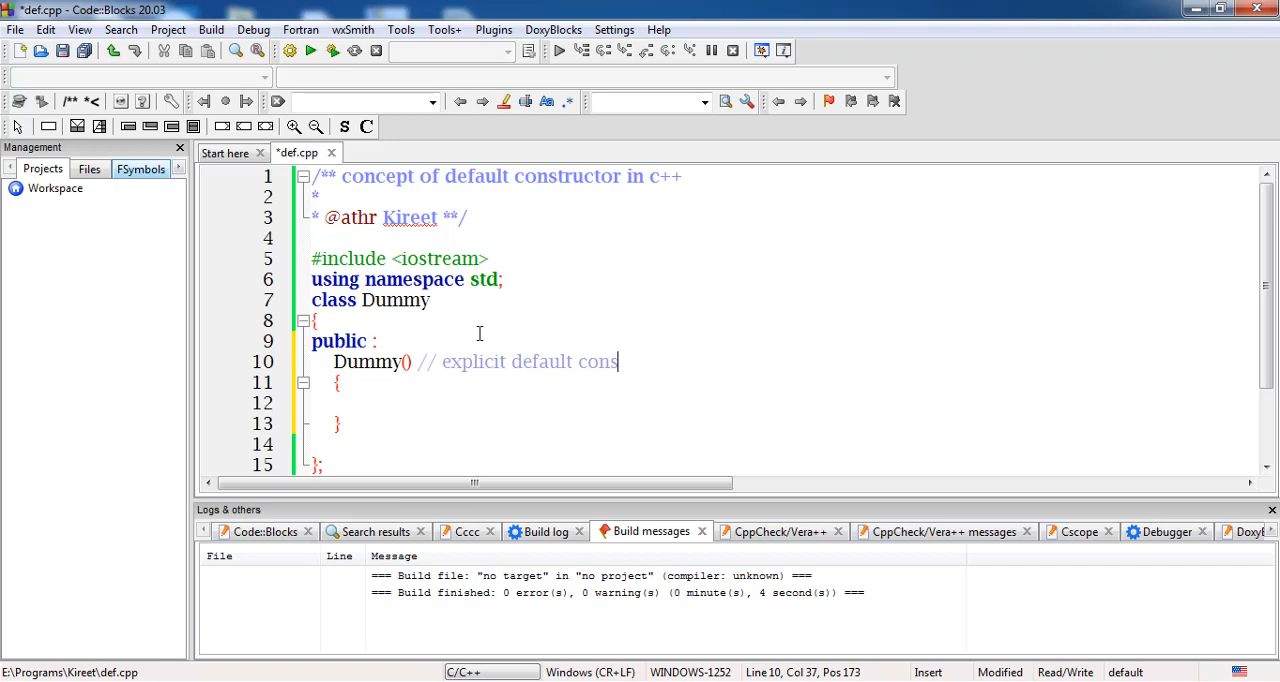 *def.cpp - Code::Blocks 20.03
File Edit View Search Project Build Debug Fortran wxSmith Tools Tools+ Plugins DoxyBlocks Settings Help
/** *<
S C
Management
Projects Files FSymbols
Workspace
Start here *def.cpp
1 /** concept of default constructor in c++
2 *
3 * @athr Kireet **/
4
5 #include <iostream>
6 using namespace std;
7 class Dummy
8 {
9 public :
10 Dummy() // explicit default cons
11 {
12
13 }
14
15 };
Logs & others
Code::Blocks Search results Cccc Build log Build messages CppCheck/Vera++ CppCheck/Vera++ messages Cscope Debugger DoxyB
File Line Message
=== Build file: "no target" in "no project" (compiler: unknown) ===
=== Build finished: 0 error(s), 0 warning(s) (0 minute(s), 4 second(s)) ===
E:\Programs\Kireet\def.cpp C/C++ Windows (CR+LF) WINDOWS-1252 Line 10, Col 37, Pos 173 Insert Modified Read/Write default